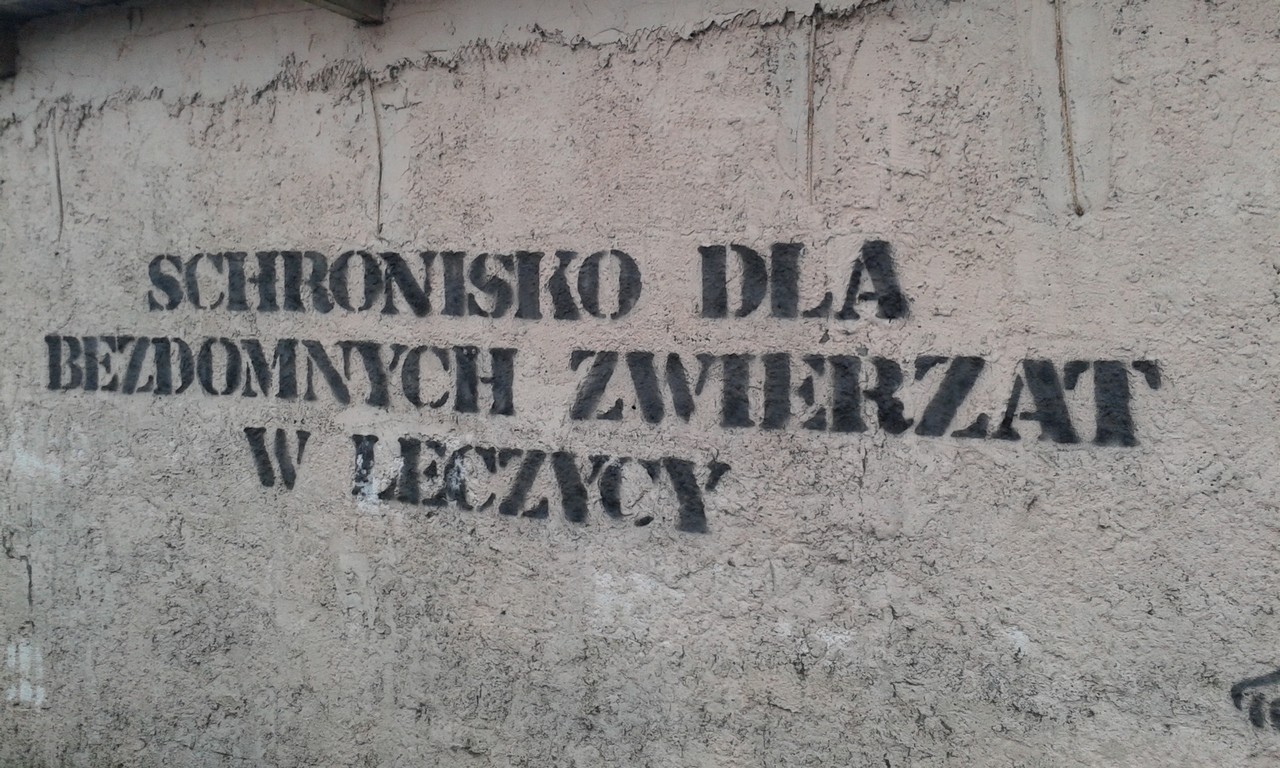 SCHRONISKO DLA
BEZDOMNYCH ZWIERZAT
W LECZYCY